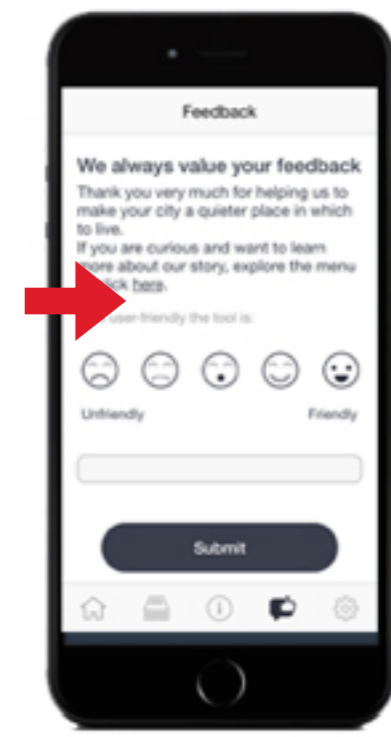 Feedback
We always value your feedback
Thank you very much for helping us to
make your city a quieter place in which
to live.
If you are curious and want to learn
more about our story, explore the menu
click here.
user-friendly the tool is:
Unfriendly Friendly
Submit